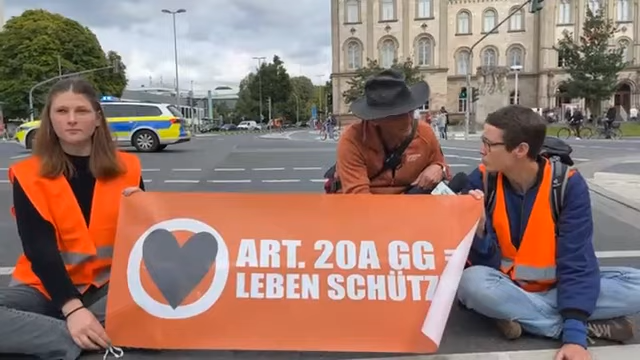 ART. 20A GG =
LEBEN SCHÜTZ